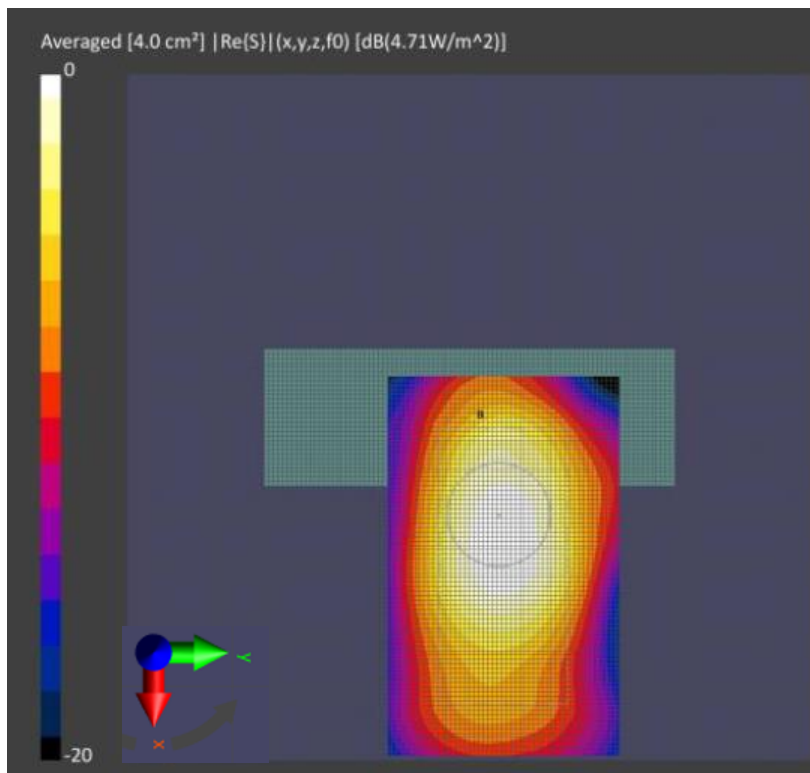 Averaged [4.0 cm²] |Re{S}|(x,y,z,f0) [dB(4.71W/m^2)]
0
Y
X
-20